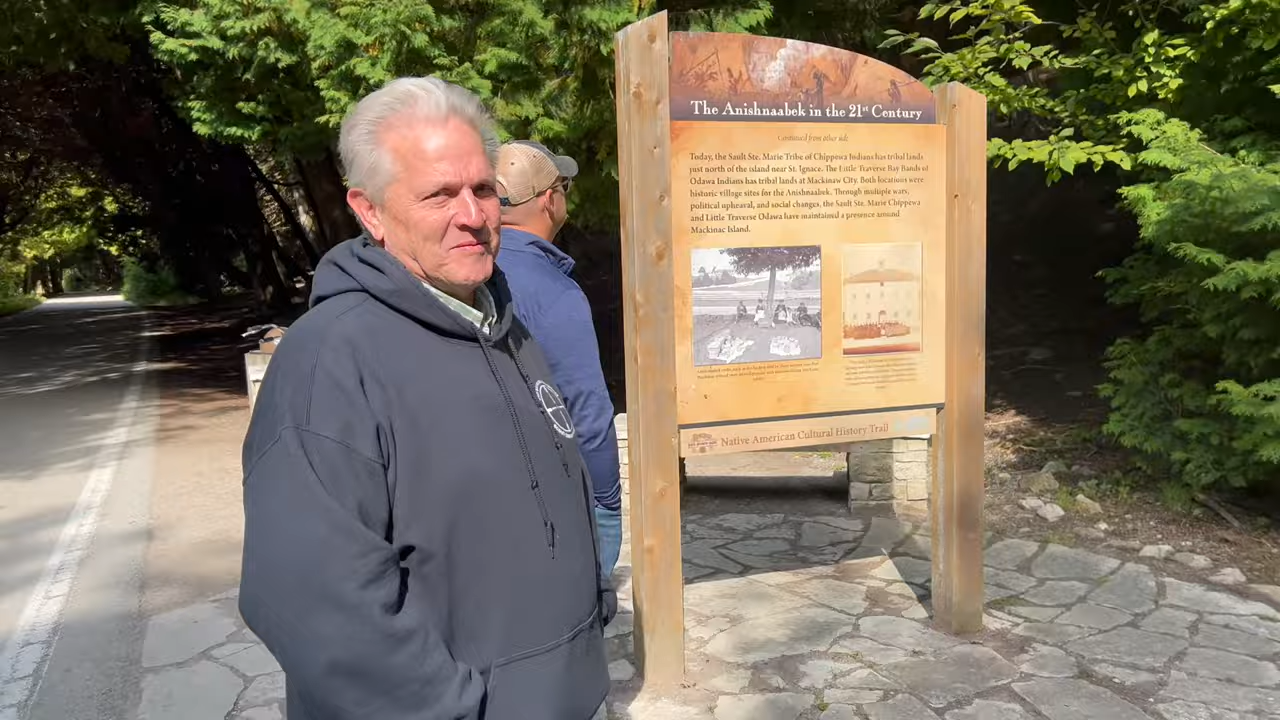 The Anishnaabek in the 21st Century
Continued from other side
Today, the Sault Ste. Marie Tribe of Chippewa Indians has tribal lands
just north of the island near St. Ignace. The Little Traverse Bay Bands of
Odawa Indians has tribal lands at Mackinaw City. Both locations were
historic village sites for the Anishnaabek. Through multiple wars,
political upheaval, and social changes, the Sault Ste. Marie Chippewa
and Little Traverse Odawa have maintained a presence around
Mackinac Island.
Native American Cultural History Trail